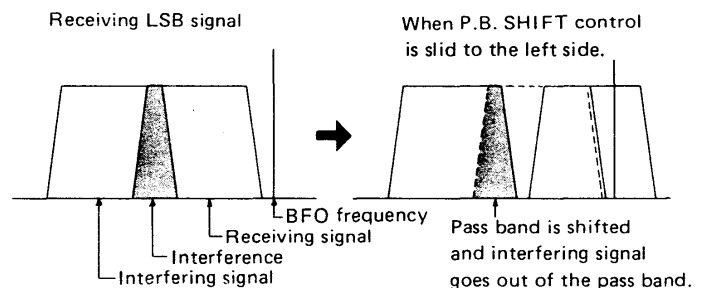 Receiving LSB signal
When P.B. SHIFT control
is slid to the left side.
BFO frequency
Receiving signal
Interference
Interfering signal
Pass band is shifted
and interfering signal
goes out of the pass band.